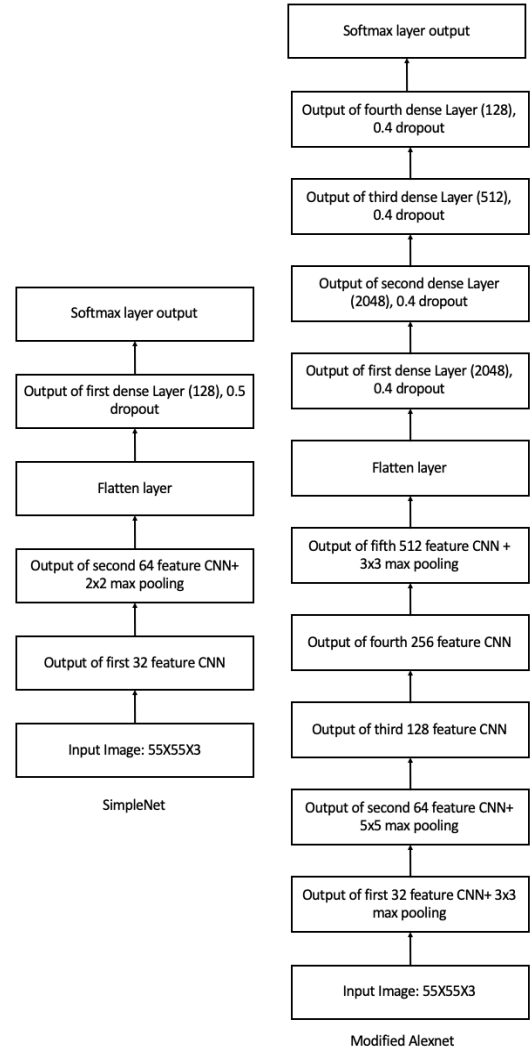 Softmax layer output
Output of first dense Layer (128), 0.5
dropout
Flatten layer
Output of second 64 feature CNN+
2x2 max pooling
Output of first 32 feature CNN
Input Image: 55X55X3
SimpleNet
Softmax layer output
Output of fourth dense Layer (128),
0.4 dropout
Output of third dense Layer (512),
0.4 dropout
Output of second dense Layer
(2048), 0.4 dropout
Output of first dense Layer (2048),
0.4 dropout
Flatten layer
Output of fifth 512 feature CNN +
3x3 max pooling
Output of fourth 256 feature CNN
Output of third 128 feature CNN
Output of second 64 feature CNN+
5x5 max pooling
Output of first 32 feature CNN+ 3x3
max pooling
Input Image: 55X55X3
Modified Alexnet